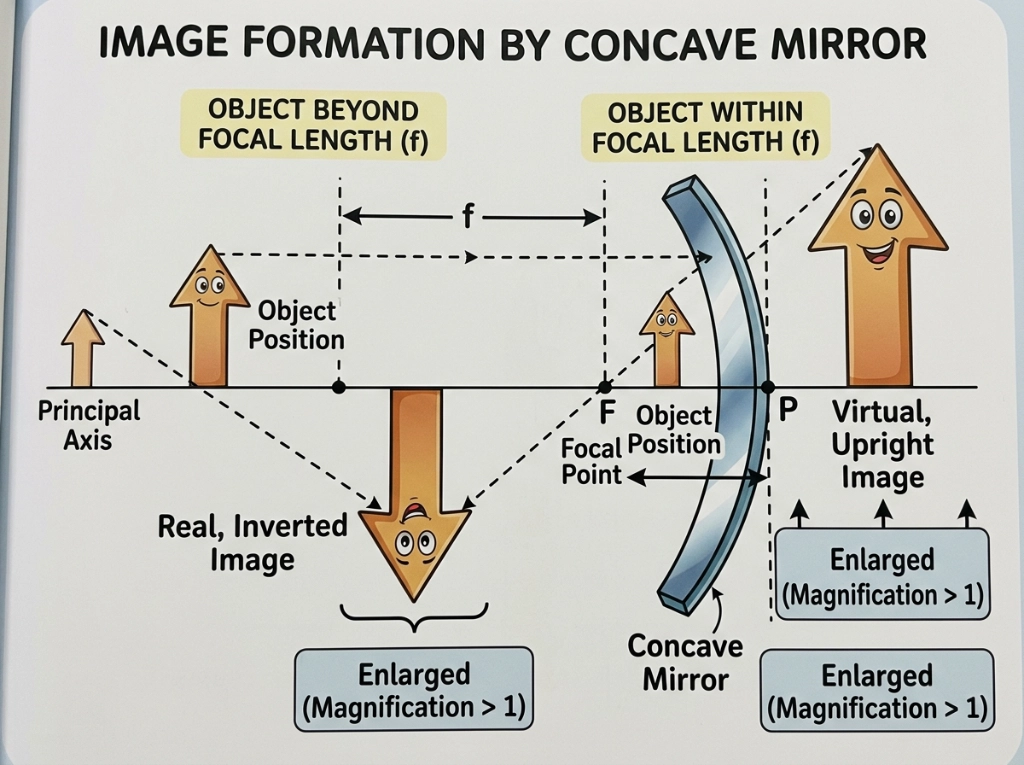 IMAGE FORMATION BY CONCAVE MIRROR
OBJECT BEYOND
FOCAL LENGTH (f)
OBJECT WITHIN
FOCAL LENGTH (f)
f
Object
Position
Principal
Axis
F
Focal
Point
Object
Position
P
Virtual,
Upright
Image
Real, Inverted
Image
Enlarged
(Magnification > 1)
Concave
Mirror
Enlarged
(Magnification > 1)
Enlarged
(Magnification > 1)